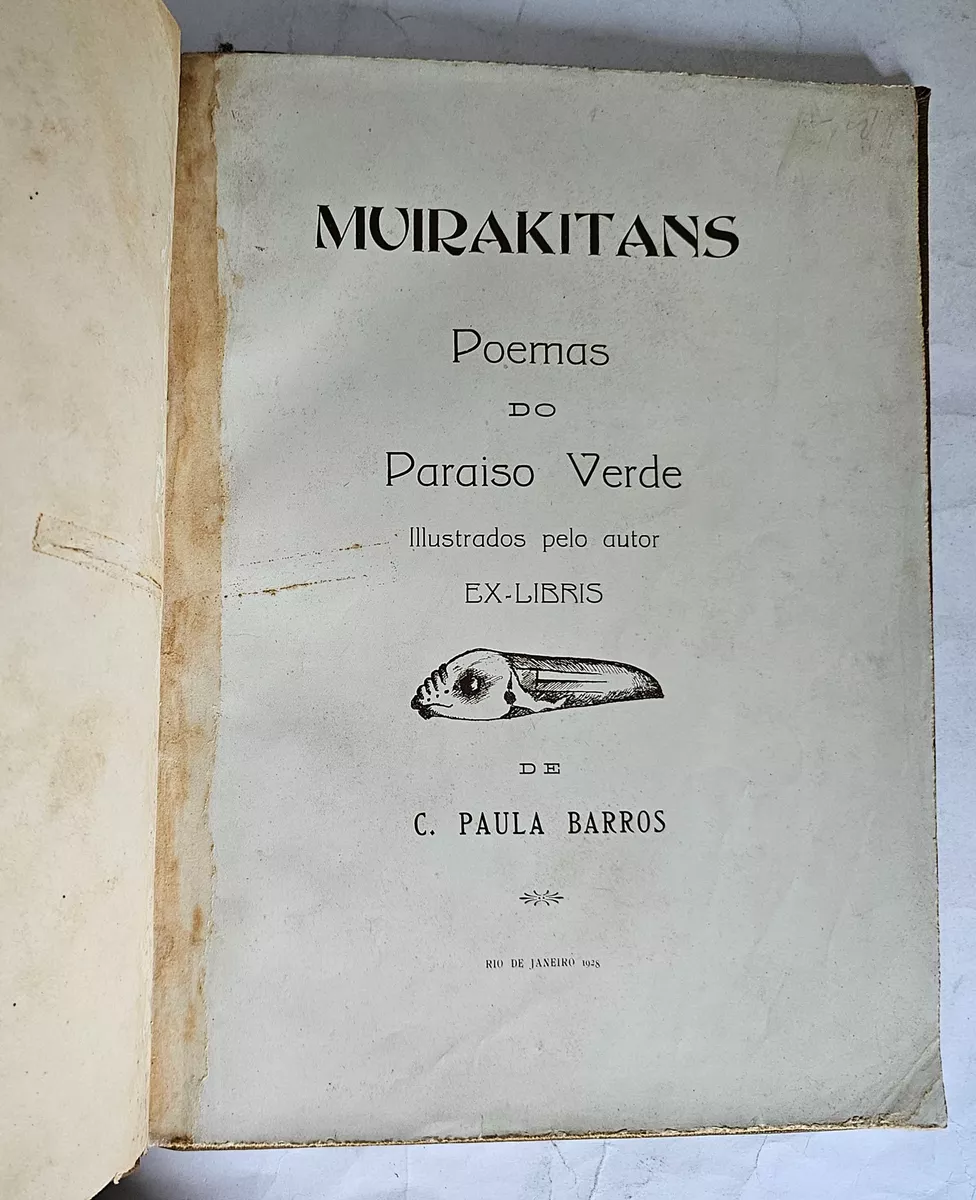 MUIRAKITANS
Poemas
DO
Paraiso Verde
Illustrados pelo autor
EX-LIBRIS
DE
C. PAULA BARROS
RIO DE JANEIRO 1928